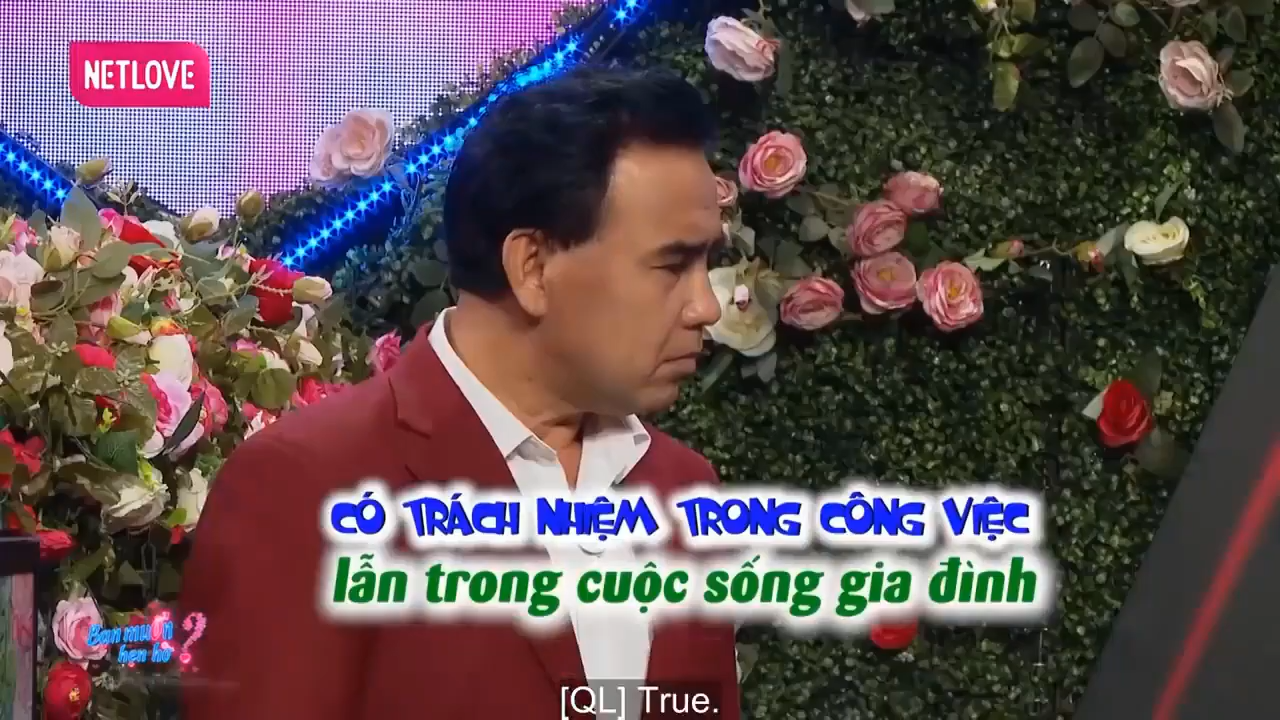 NETLOVE
CÓ TRÁCH NHIỆM TRONG CÔNG VIỆC
lẫn trong cuộc sống gia đình
Bạn muốn
hẹn hò?
[QL] True.